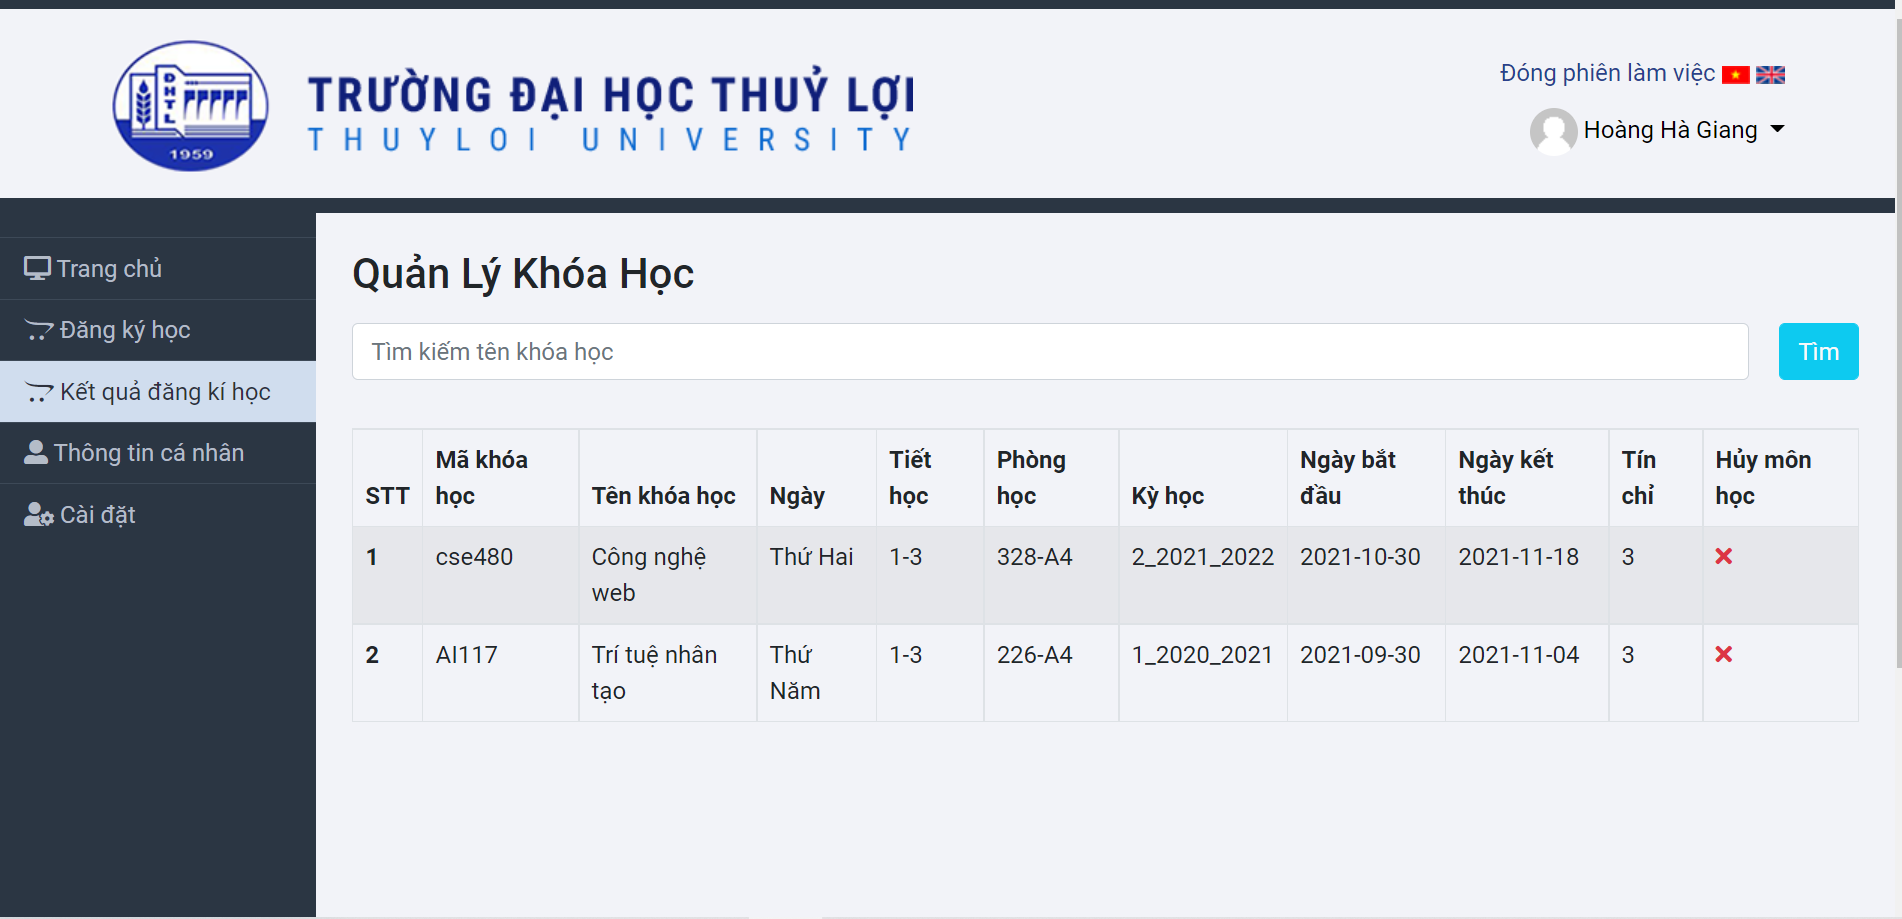 ĐHTL
1959
TRƯỜNG ĐẠI HỌC THUỶ LỢI
THUYLOI UNIVERSITY
Đóng phiên làm việc
Hoàng Hà Giang
Trang chủ
Đăng ký học
Kết quả đăng kí học
Thông tin cá nhân
Cài đặt
Quản Lý Khóa Học
Tìm kiếm tên khóa học
Tìm
STT Mã khóa học Tên khóa học Ngày Tiết học Phòng học Kỳ học Ngày bắt đầu Ngày kết thúc Tín chỉ Hủy môn học
1 cse480 Công nghệ web Thứ Hai 1-3 328-A4 2_2021_2022 2021-10-30 2021-11-18 3
2 AI117 Trí tuệ nhân tạo Thứ Năm 1-3 226-A4 1_2020_2021 2021-09-30 2021-11-04 3